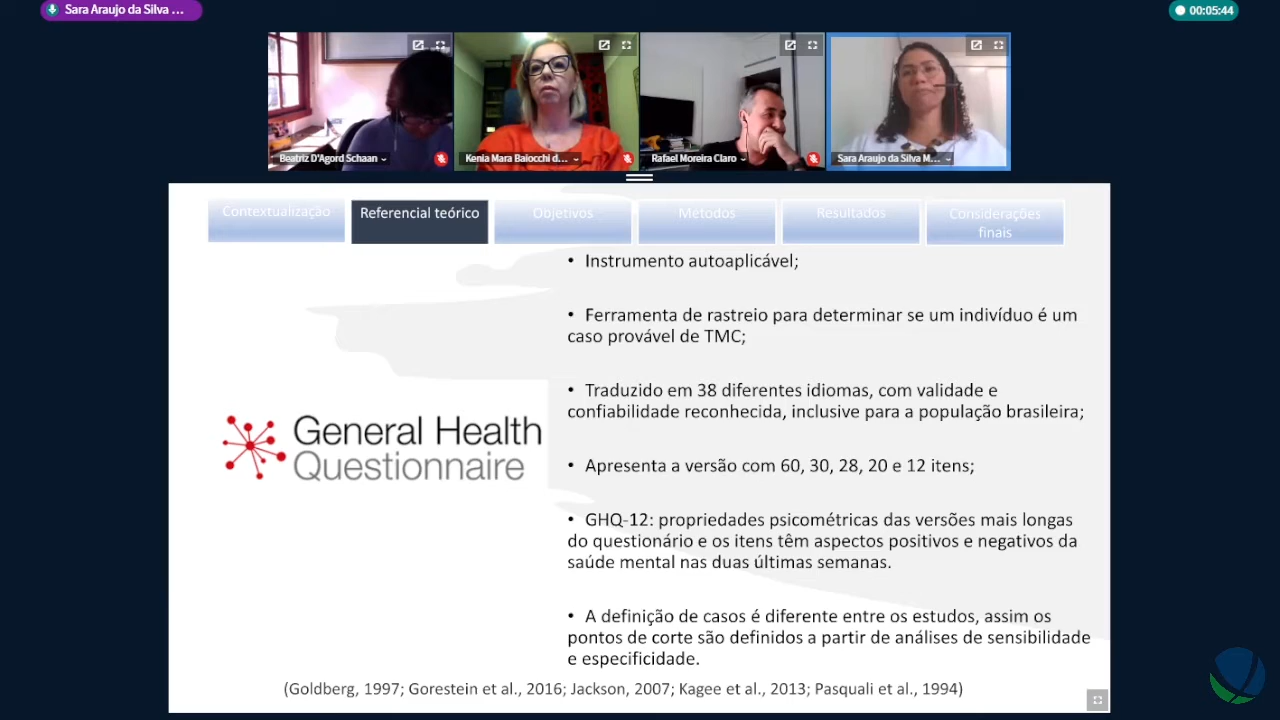 Sara Araujo da Silva ...
00:05:44
Beatriz D'Agord Schaan
Kenia Mara Baiocchi d...
Rafael Moreira Claro
Sara Araujo da Silva M...
Contextualização
Referencial teórico
Objetivos
Métodos
Resultados
Considerações
finais
• Instrumento autoaplicável;
• Ferramenta de rastreio para determinar se um indivíduo é um
caso provável de TMC;
• Traduzido em 38 diferentes idiomas, com validade e
confiabilidade reconhecida, inclusive para a população brasileira;
General Health
Questionnaire
• Apresenta a versão com 60, 30, 28, 20 e 12 itens;
• GHQ-12: propriedades psicométricas das versões mais longas
do questionário e os itens têm aspectos positivos e negativos da
saúde mental nas duas últimas semanas.
• A definição de casos é diferente entre os estudos, assim os
pontos de corte são definidos a partir de análises de sensibilidade
e especificidade.
(Goldberg, 1997; Gorestein et al., 2016; Jackson, 2007; Kagee et al., 2013; Pasquali et al., 1994)